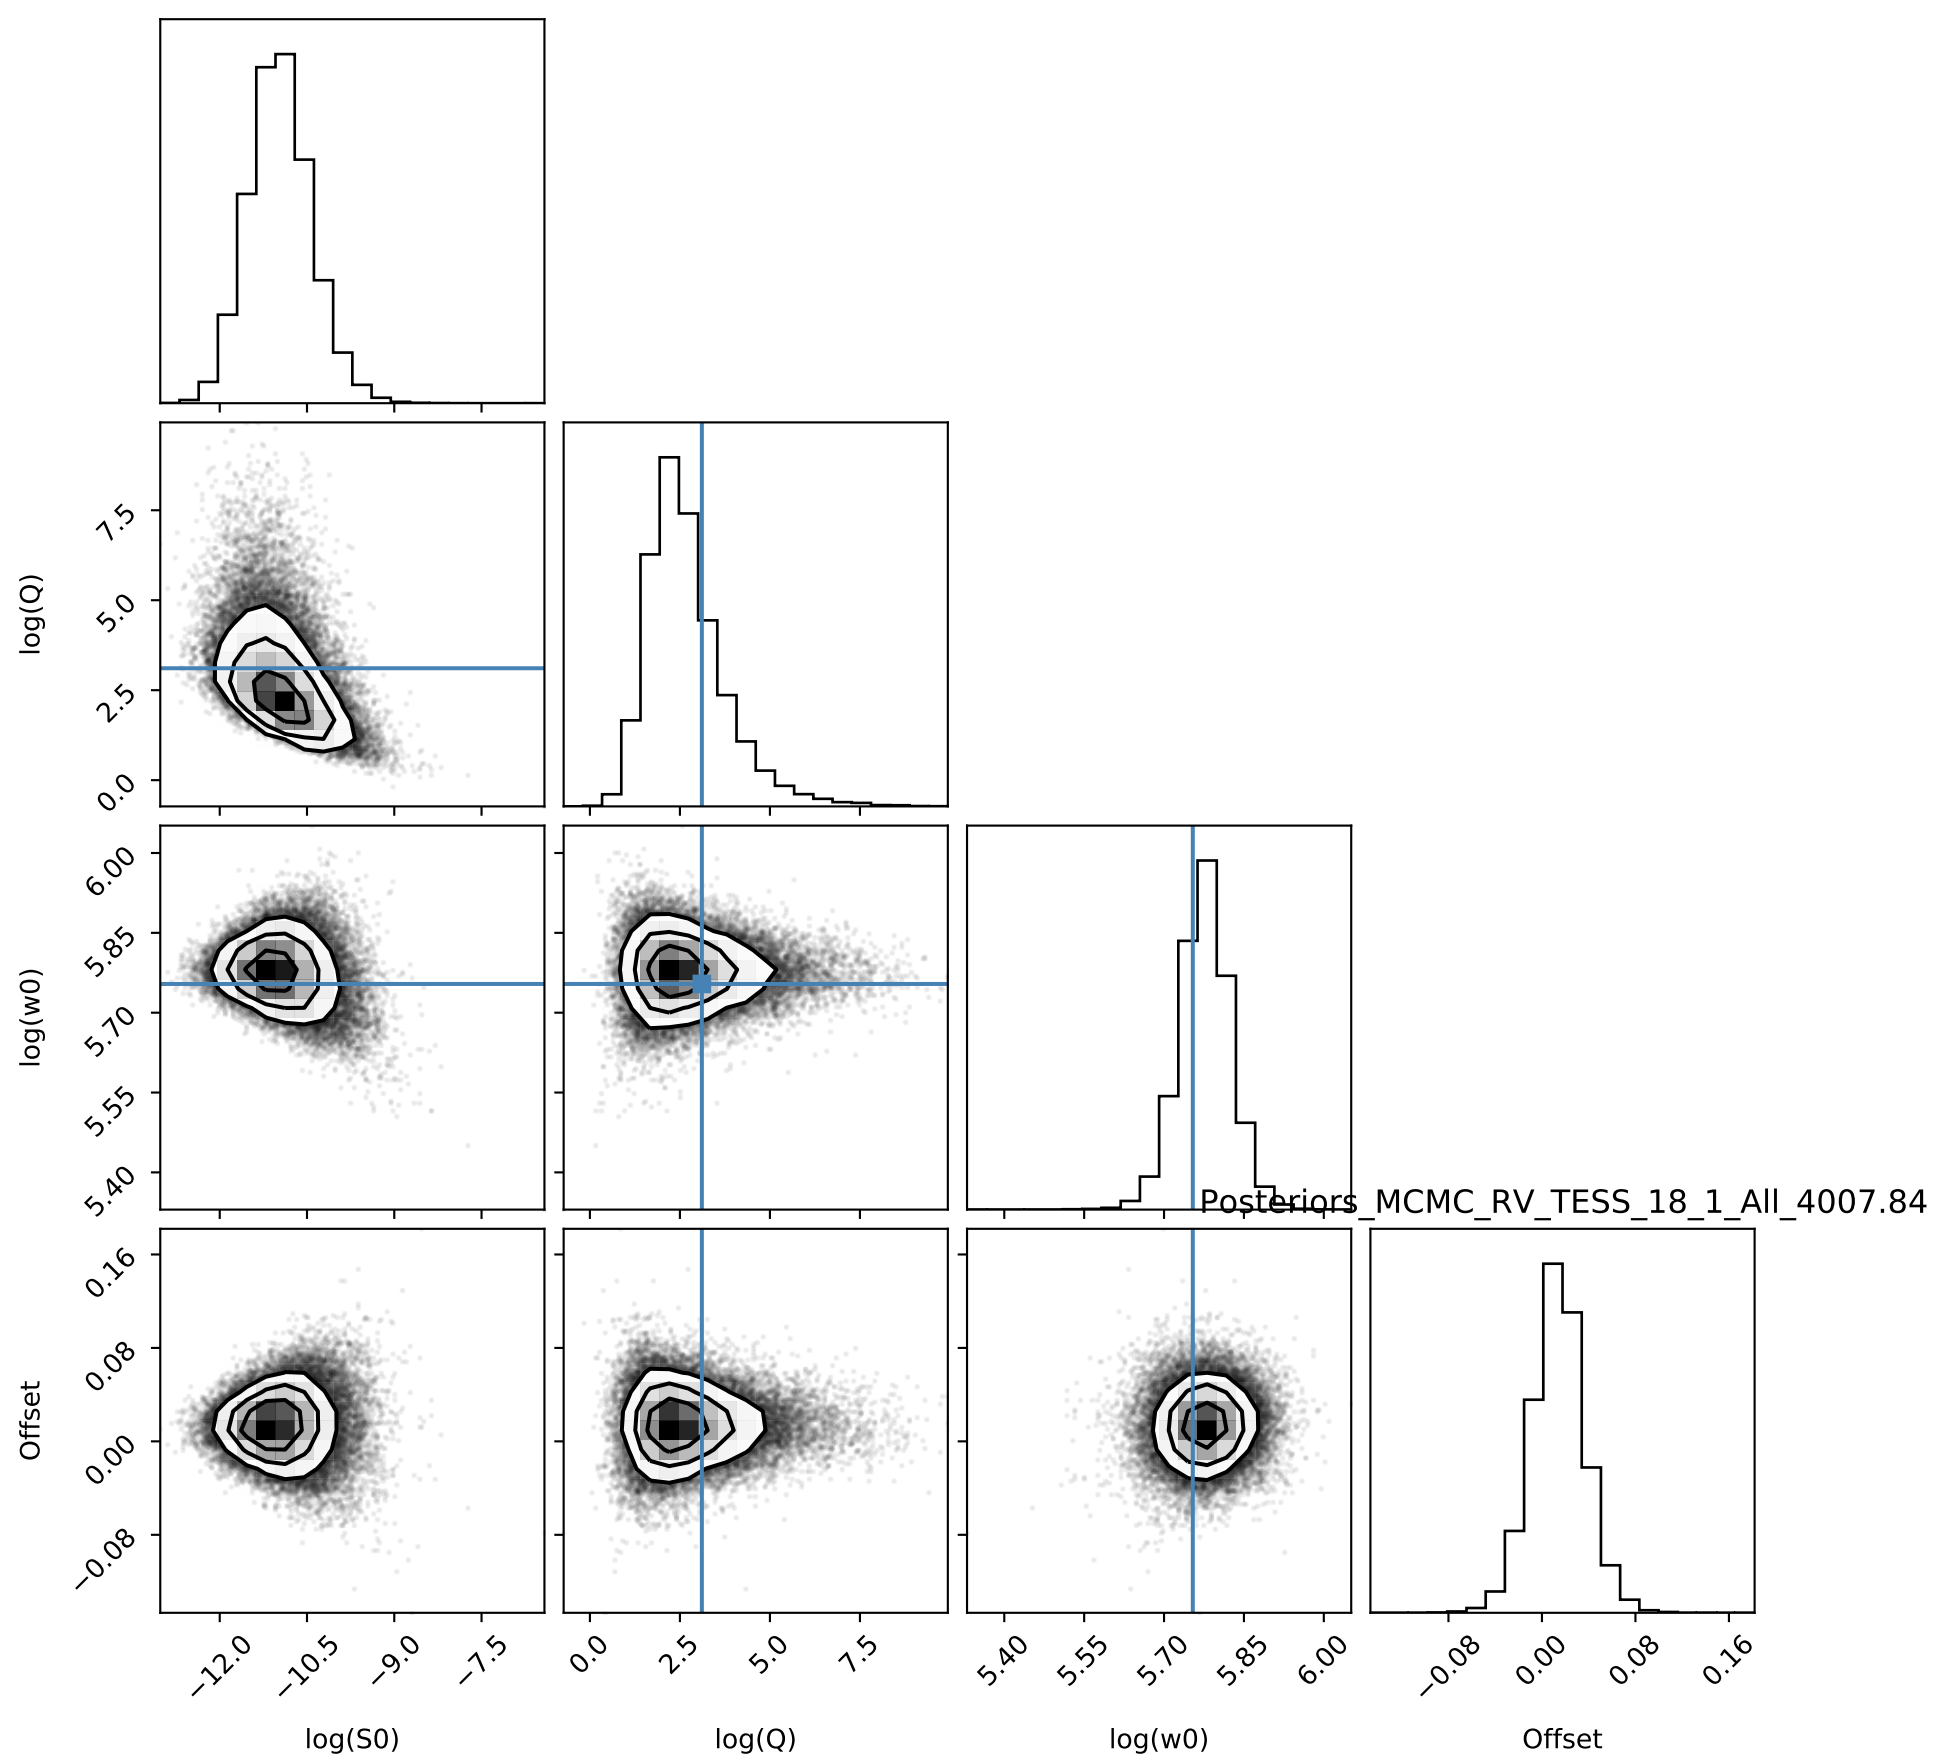 log(Q)
7.5
5.0
2.5
0.0
log(w0)
6.00
5.85
5.70
5.55
5.40
Posteriors_MCMC_RV_TESS_18_1_All_4007.84
Offset
0.16
0.08
0.00
−0.08
−12.0 −10.5 −9.0 −7.5 0.0 2.5 5.0 7.5 5.40 5.55 5.70 5.85 6.00 −0.08 0.00 0.08 0.16
log(S0) log(Q) log(w0) Offset